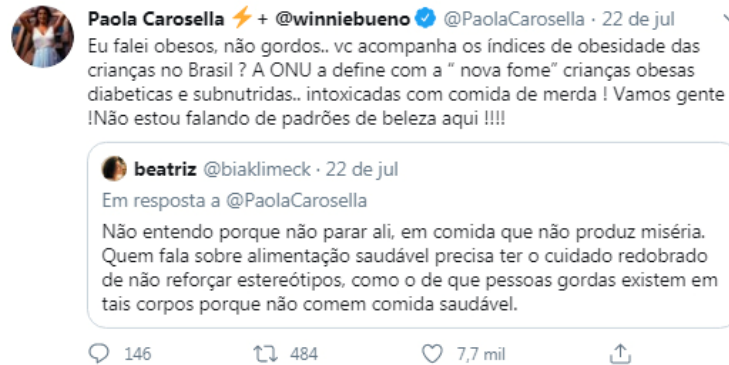 Paola Carosella ⚡+ @winniebueno @PaolaCarosella · 22 de jul
Eu falei obesos, não gordos.. vc acompanha os índices de obesidade das
crianças no Brasil ? A ONU a define com a “ nova fome” crianças obesas
diabeticas e subnutridas.. intoxicadas com comida de merda ! Vamos gente
!Não estou falando de padrões de beleza aqui !!!!
beatriz @biaklimeck · 22 de jul
Em resposta a @PaolaCarosella
Não entendo porque não parar ali, em comida que não produz miséria.
Quem fala sobre alimentação saudável precisa ter o cuidado redobrado
de não reforçar estereótipos, como o de que pessoas gordas existem em
tais corpos porque não comem comida saudável.
146 484 7,7 mil